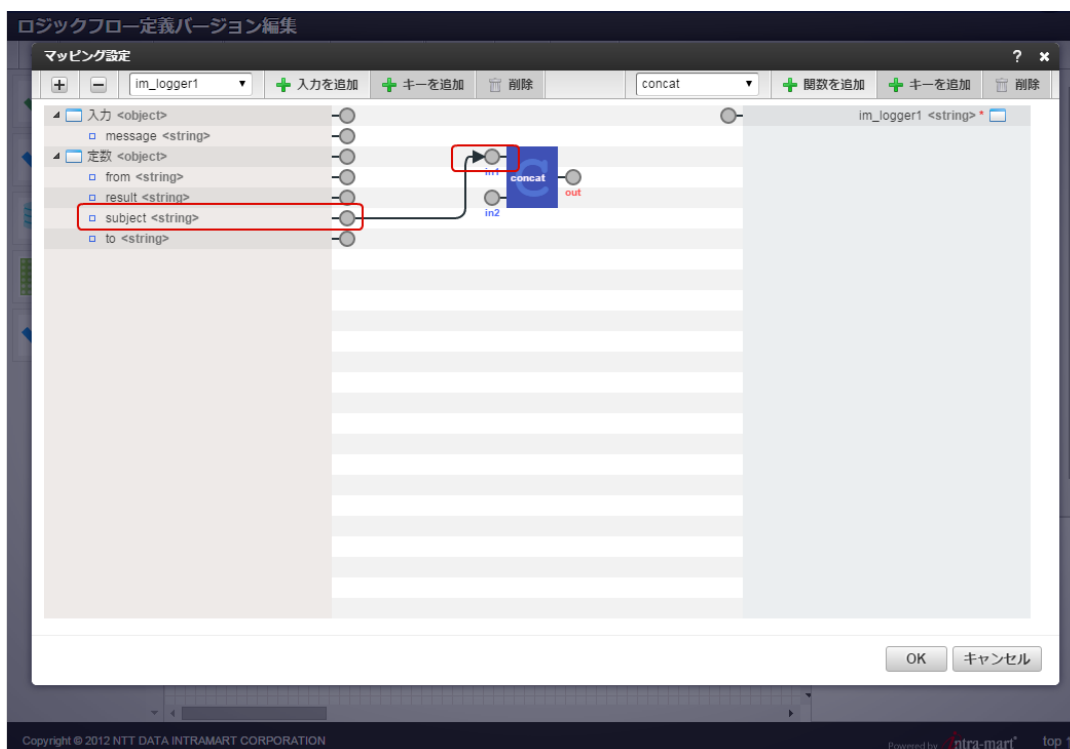 ロジックフロー定義バージョン編集
マッピング設定
? ×
+ - im_logger1 ▼ 入力を追加 キーを追加 削除 concat ▼ 関数を追加 キーを追加 削除
入力 <object>
im_logger1 <string> *
message <string>
定数 <object>
from <string>
in1
concat
result <string>
out
subject <string>
in2
to <string>
OK キャンセル
Copyright © 2012 NTT DATA INTRAMART CORPORATION
Powered by intra-mart
top